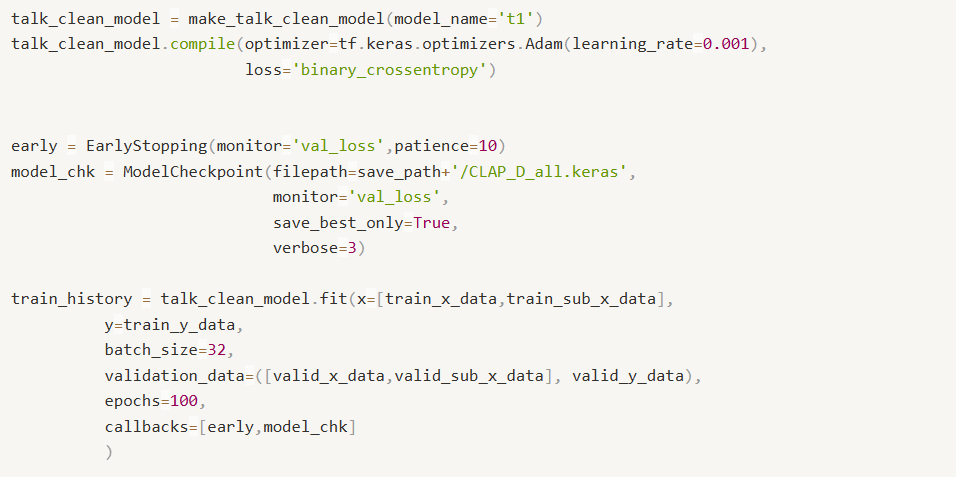 talk_clean_model = make_talk_clean_model(model_name='t1')
talk_clean_model.compile(optimizer=tf.keras.optimizers.Adam(learning_rate=0.001),
                         loss='binary_crossentropy')
early = EarlyStopping(monitor='val_loss',patience=10)
model_chk = ModelCheckpoint(filepath=save_path+'/CLAP_D_all.keras',
                            monitor='val_loss',
                            save_best_only=True,
                            verbose=3)
train_history = talk_clean_model.fit(x=[train_x_data,train_sub_x_data],
          y=train_y_data,
          batch_size=32,
          validation_data=([valid_x_data,valid_sub_x_data], valid_y_data),
          epochs=100,
          callbacks=[early,model_chk]
          )